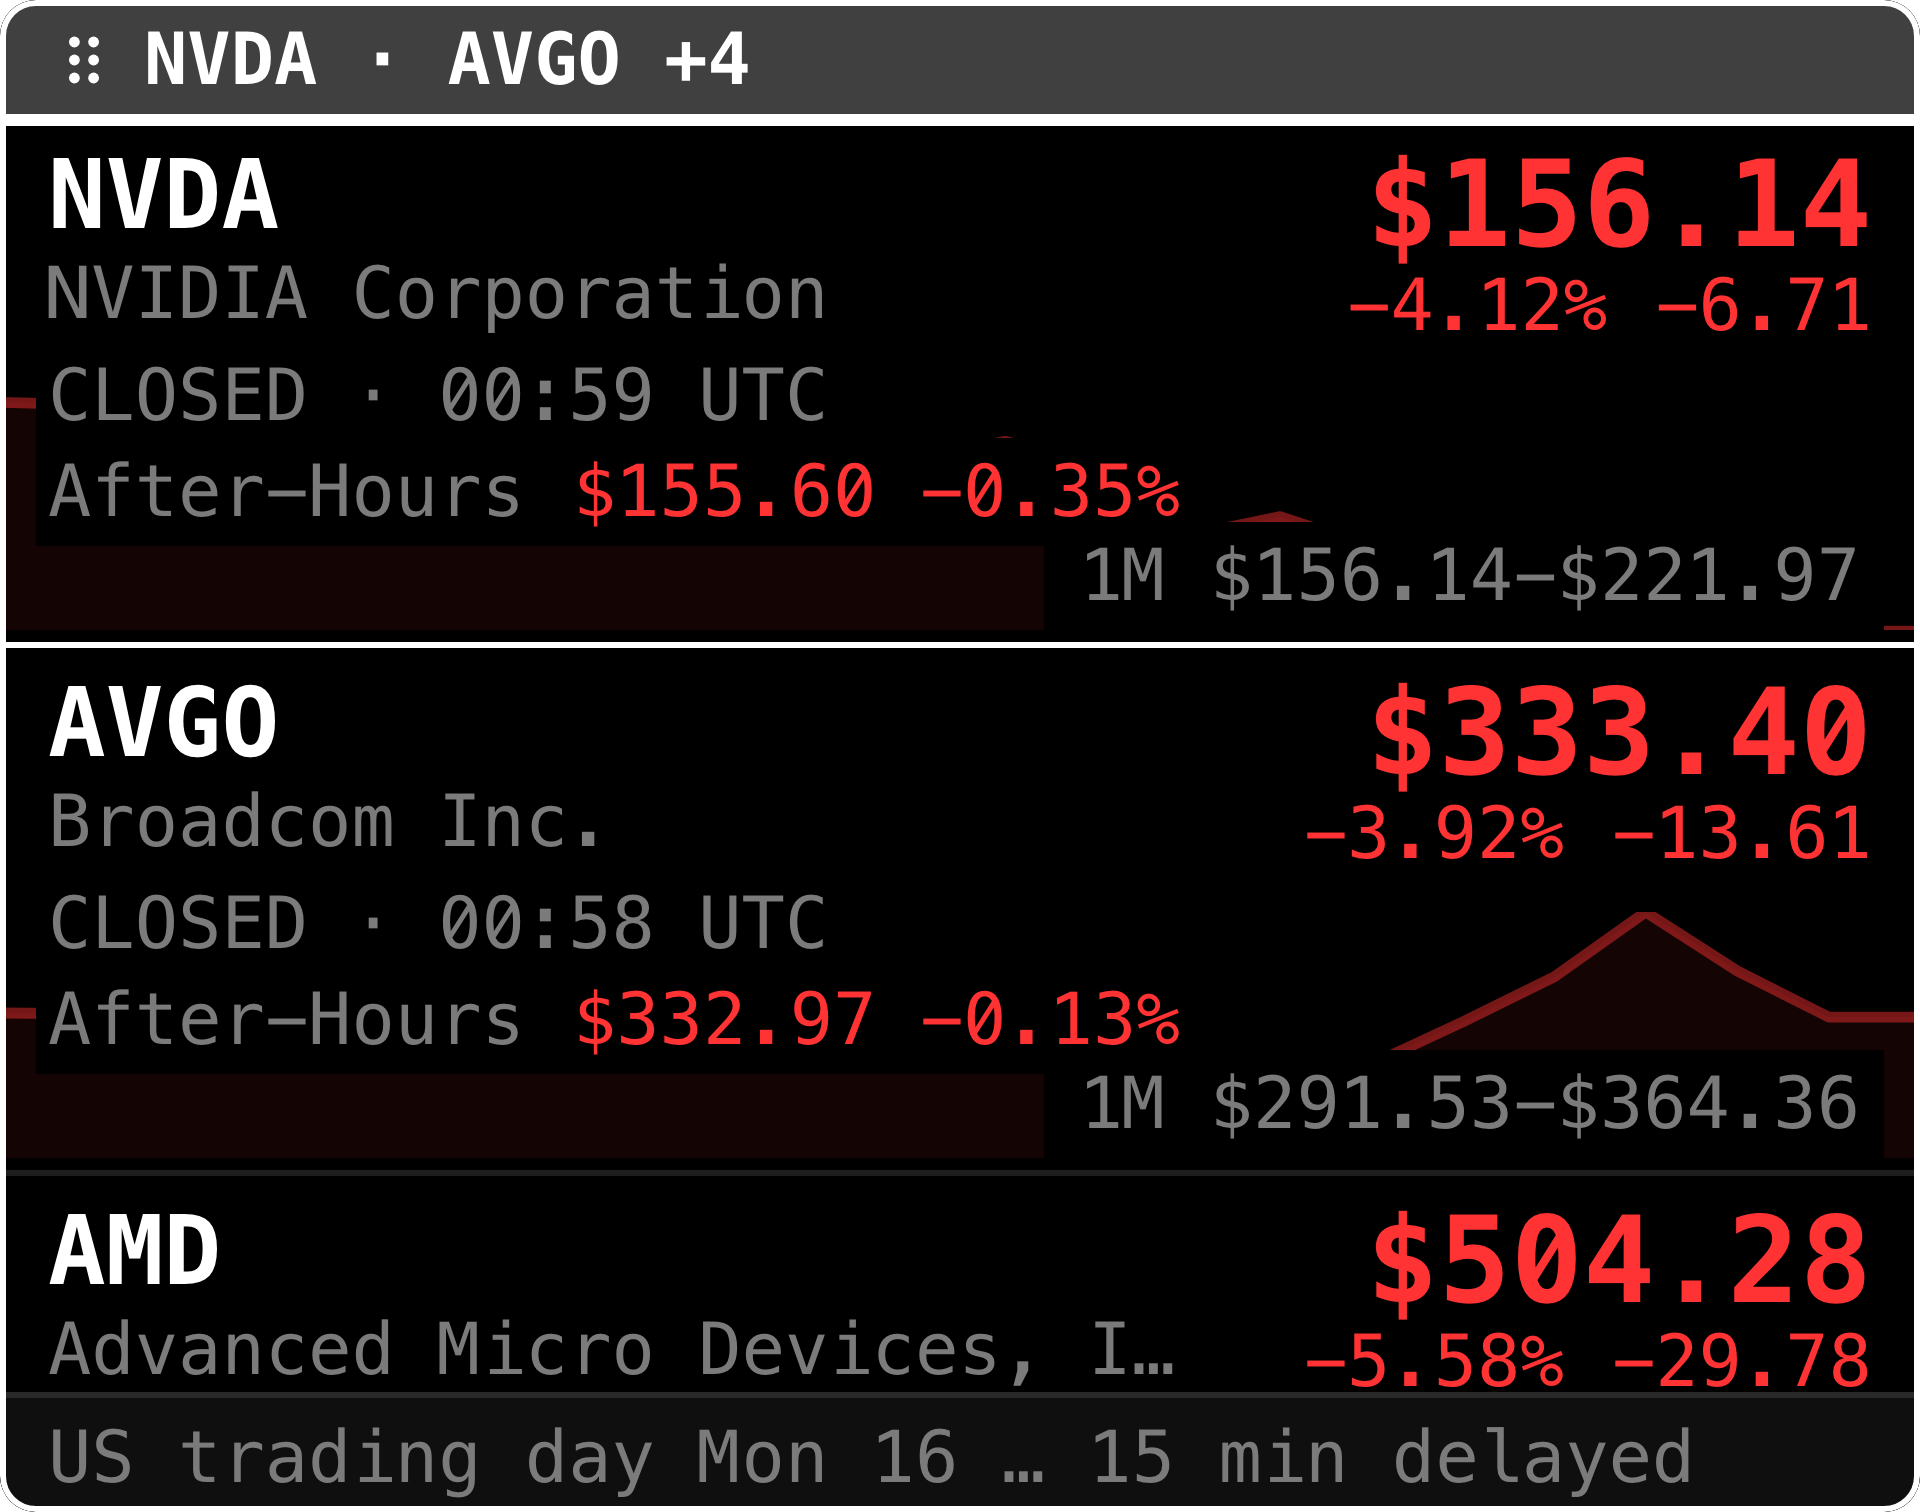 NVDA · AVGO +4
NVDA $156.14
NVIDIA Corporation −4.12% −6.71
CLOSED · 00:59 UTC
After−Hours $155.60 −0.35%
1M $156.14−$221.97
AVGO $333.40
Broadcom Inc. −3.92% −13.61
CLOSED · 00:58 UTC
After−Hours $332.97 −0.13%
1M $291.53−$364.36
AMD $504.28
Advanced Micro Devices, I… −5.58% −29.78
US trading day Mon 16 … 15 min delayed